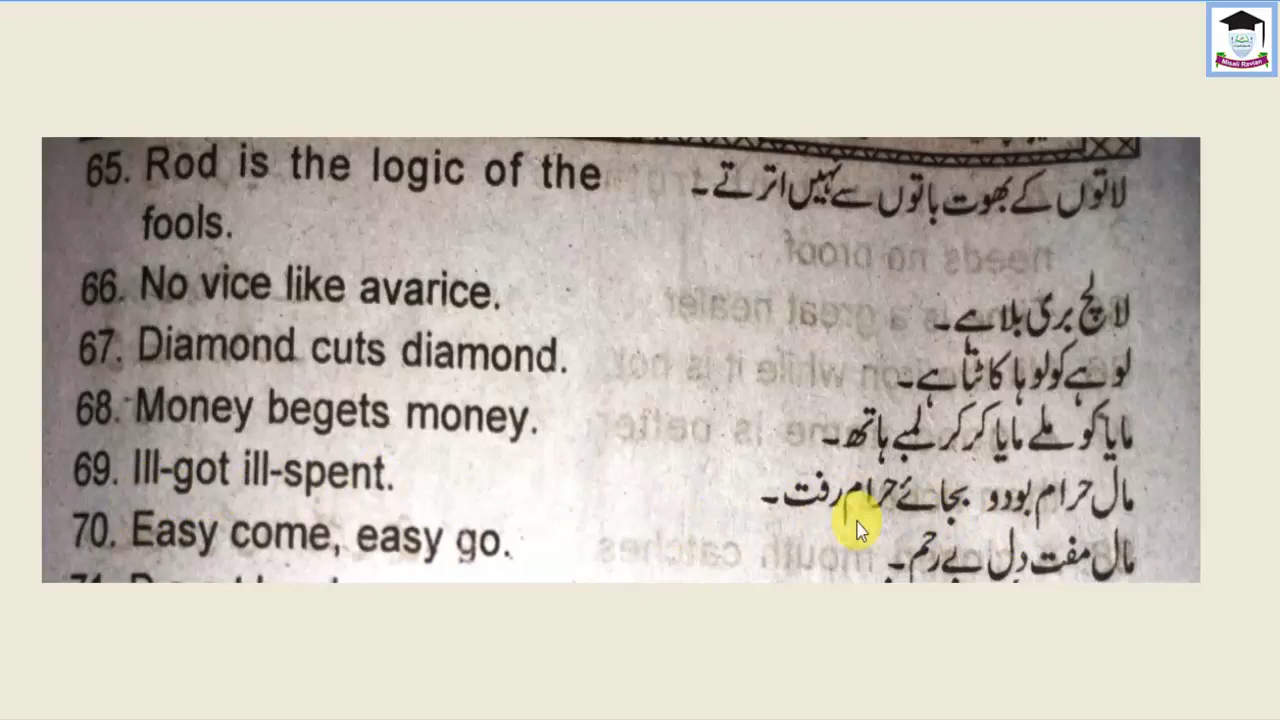 Misali Ravian
65. Rod is the logic of the لاتوں کے بھوت باتوں سے نہیں اترتے۔
fools.
66. No vice like avarice. لالچ بری بلا ہے۔
67. Diamond cuts diamond. لوہے کو لوہا کاٹتا ہے۔
68. Money begets money. مایا کو ملے مایا کر کر لمبے ہاتھ۔
69. Ill-got ill-spent. مال حرام بودو بجائے حرام رفت۔
70. Easy come, easy go. مال مفت دل بے رحم۔